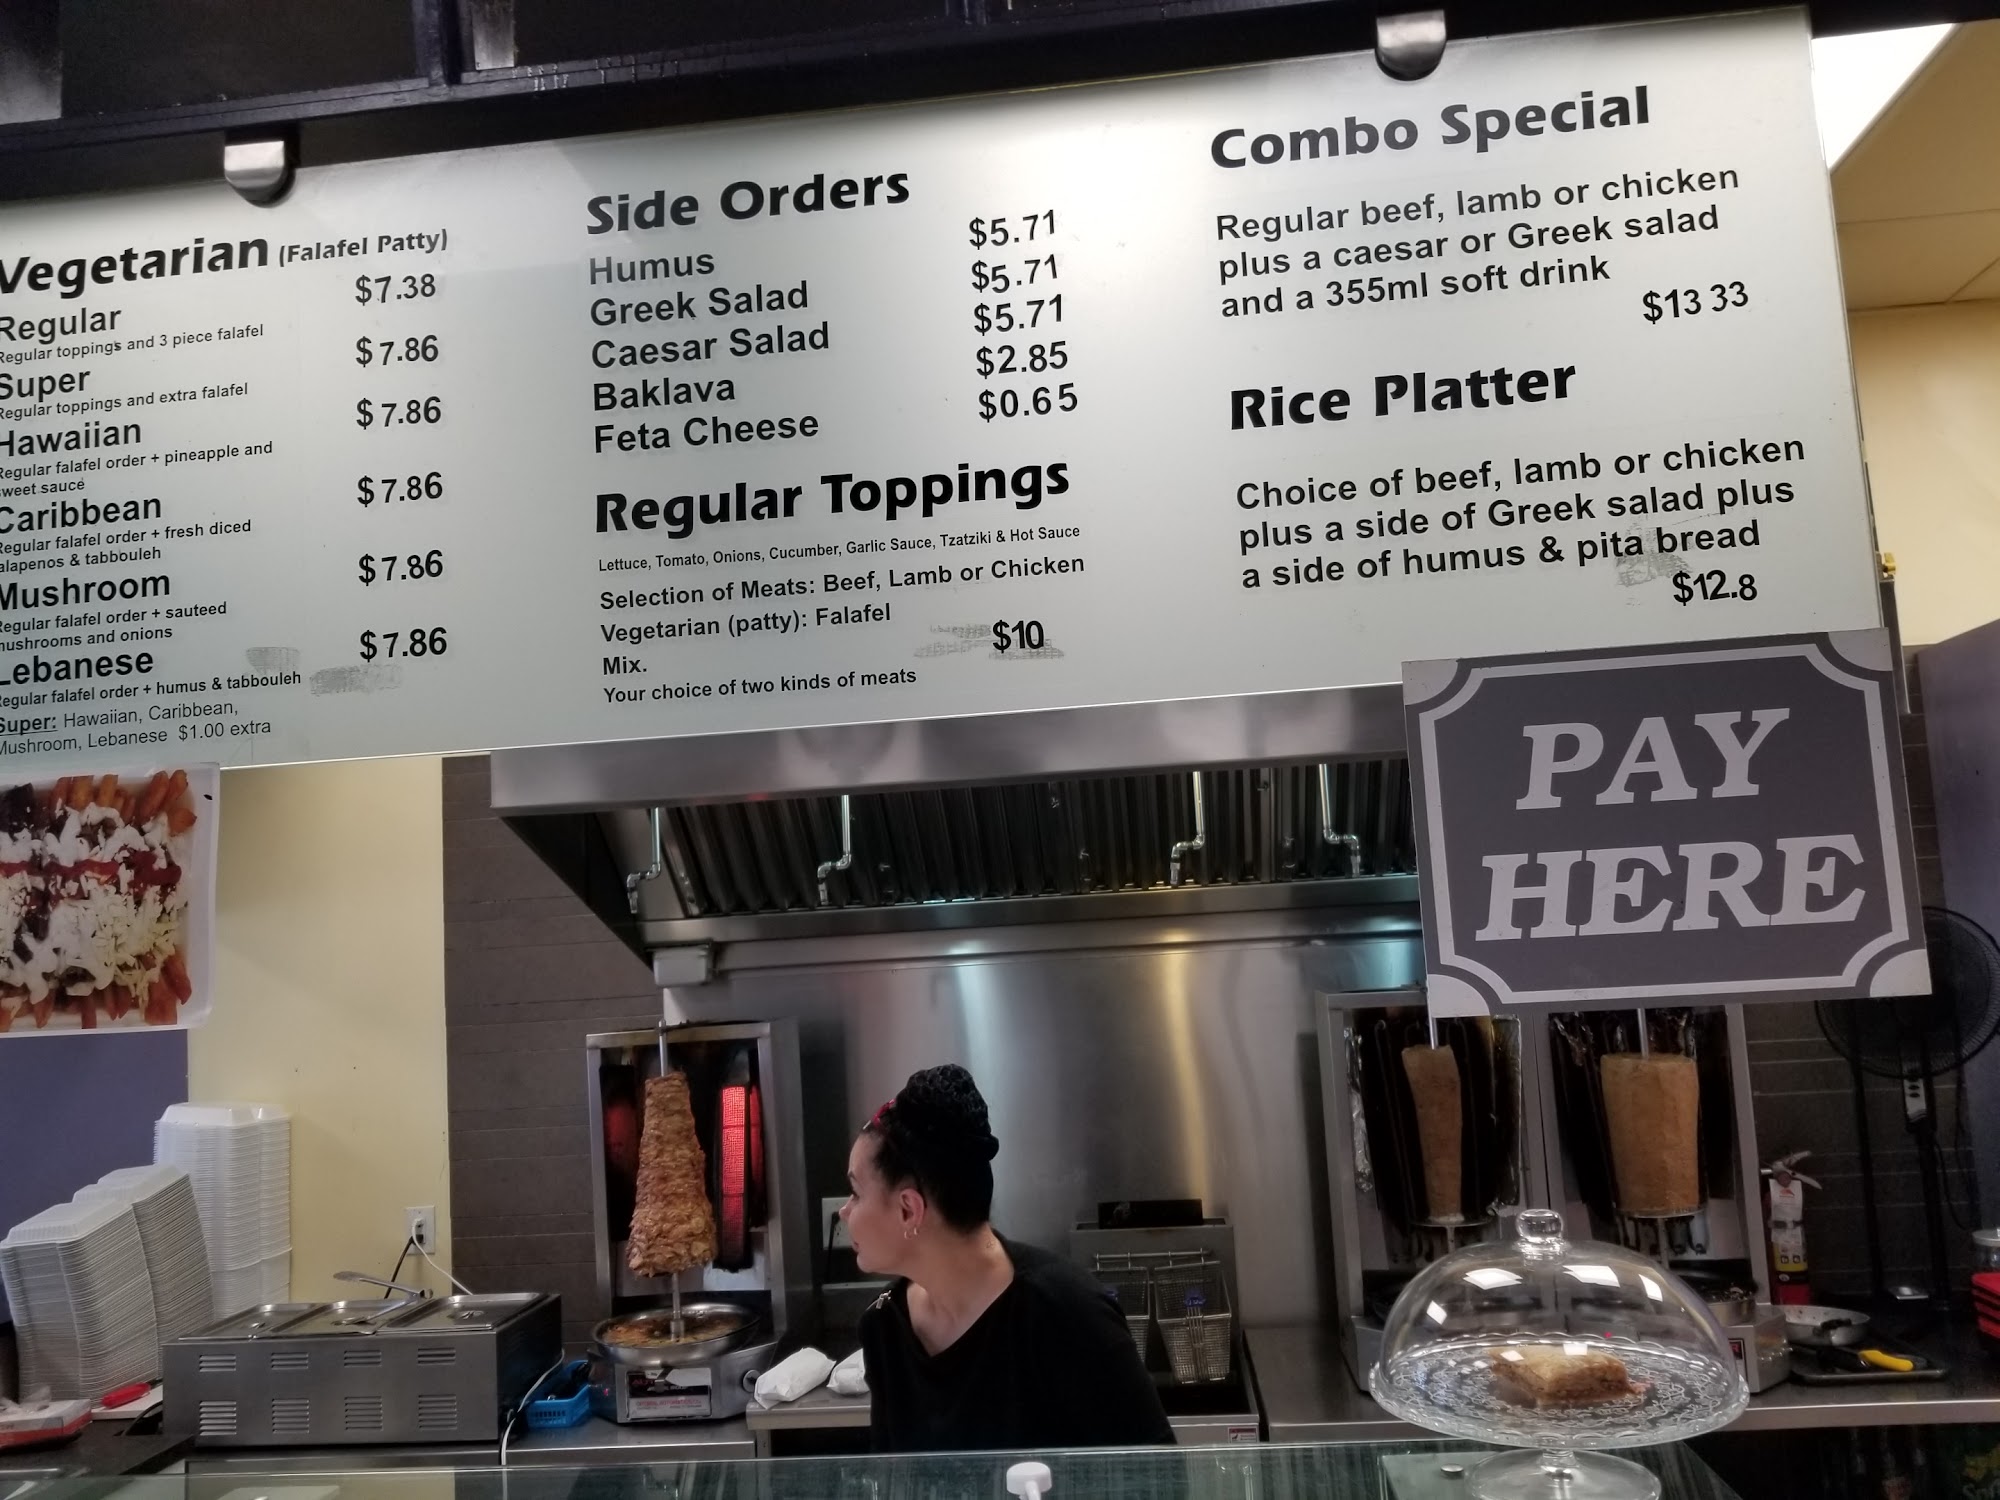 Vegetarian (Falafel Patty)
Regular $7.38
Regular toppings and 3 piece falafel
Super $7.86
Regular toppings and extra falafel
Hawaiian $7.86
Regular falafel order + pineapple and
sweet sauce
Caribbean $7.86
Regular falafel order + fresh diced
jalapenos & tabbouleh
Mushroom $7.86
Regular falafel order + sauteed
mushrooms and onions
Lebanese $7.86
Regular falafel order + humus & tabbouleh
Super: Hawaiian, Caribbean,
Mushroom, Lebanese $1.00 extra
Side Orders
Humus $5.71
Greek Salad $5.71
Caesar Salad $5.71
Baklava $2.85
Feta Cheese $0.65
Regular Toppings
Lettuce, Tomato, Onions, Cucumber, Garlic Sauce, Tzatziki & Hot Sauce
Selection of Meats: Beef, Lamb or Chicken
Vegetarian (patty): Falafel
Mix. $10
Your choice of two kinds of meats
Combo Special
Regular beef, lamb or chicken
plus a caesar or Greek salad
and a 355ml soft drink
$13 33
Rice Platter
Choice of beef, lamb or chicken
plus a side of Greek salad plus
a side of humus & pita bread
$12.8
PAY
HERE